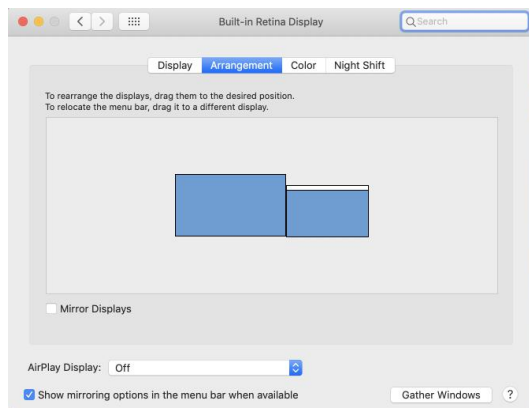 Built-in Retina Display
Search
Display Arrangement Color Night Shift
To rearrange the displays, drag them to the desired position.
To relocate the menu bar, drag it to a different display.
Mirror Displays
AirPlay Display: Off
Show mirroring options in the menu bar when available
Gather Windows ?